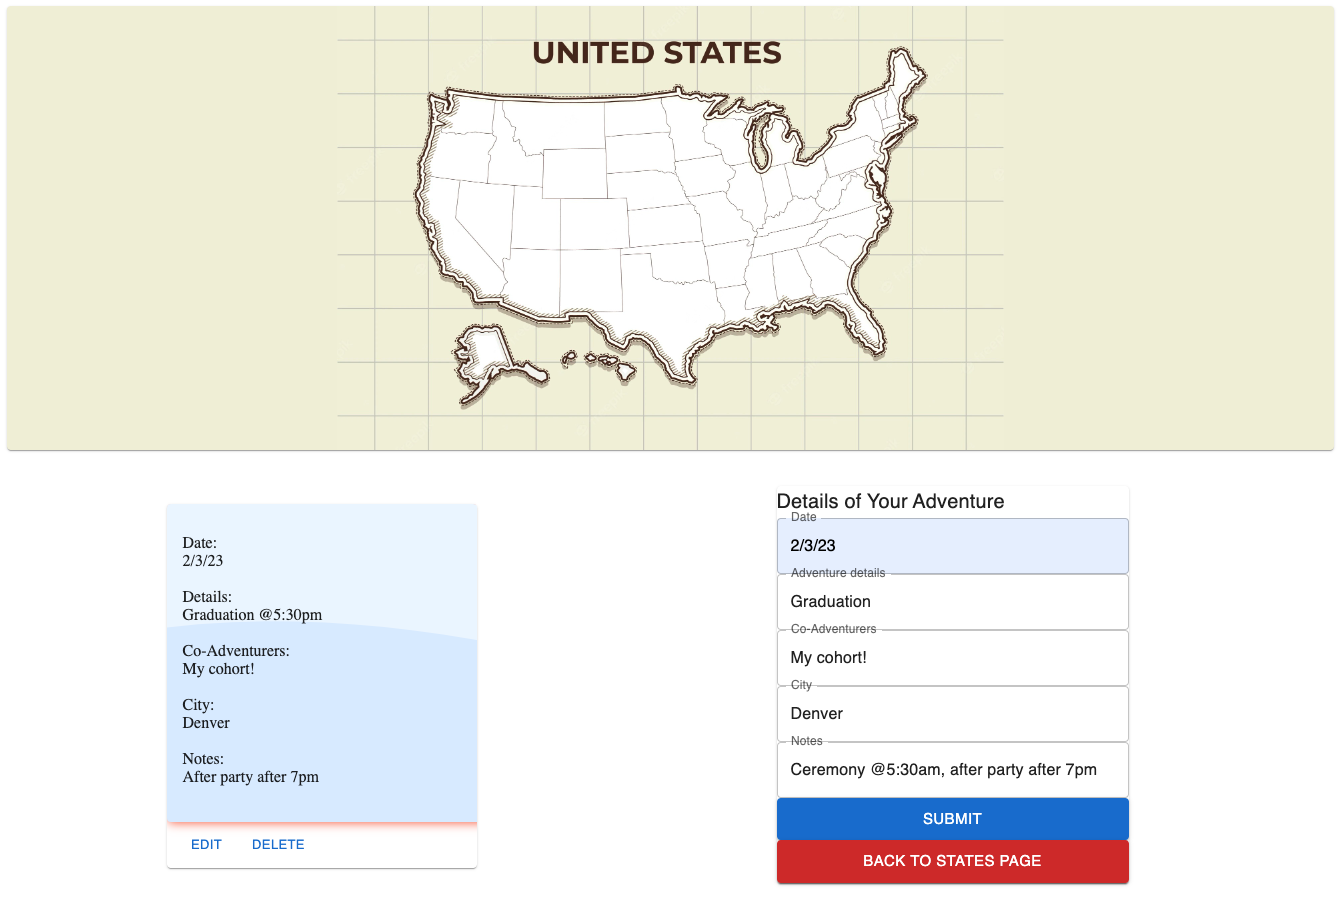 UNITED STATES
Date:
2/3/23
Details:
Graduation @5:30pm
Co-Adventurers:
My cohort!
City:
Denver
Notes:
After party after 7pm
EDIT DELETE
Details of Your Adventure
Date
2/3/23
Adventure details
Graduation
Co-Adventurers
My cohort!
City
Denver
Notes
Ceremony @5:30am, after party after 7pm
SUBMIT
BACK TO STATES PAGE